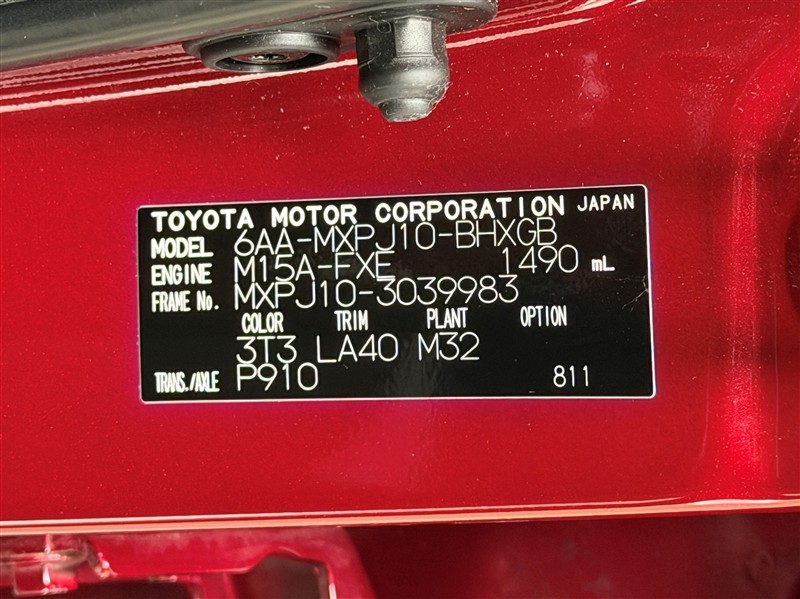 TOYOTA MOTOR CORPORATION JAPAN
MODEL 6AA-MXPJ10-BHXGB
ENGINE M15A-FXE 1490 mL
FRAME No. MXPJ10-3039983
COLOR TRIM PLANT OPTION
3T3 LA40 M32
TRANS./AXLE P910 811